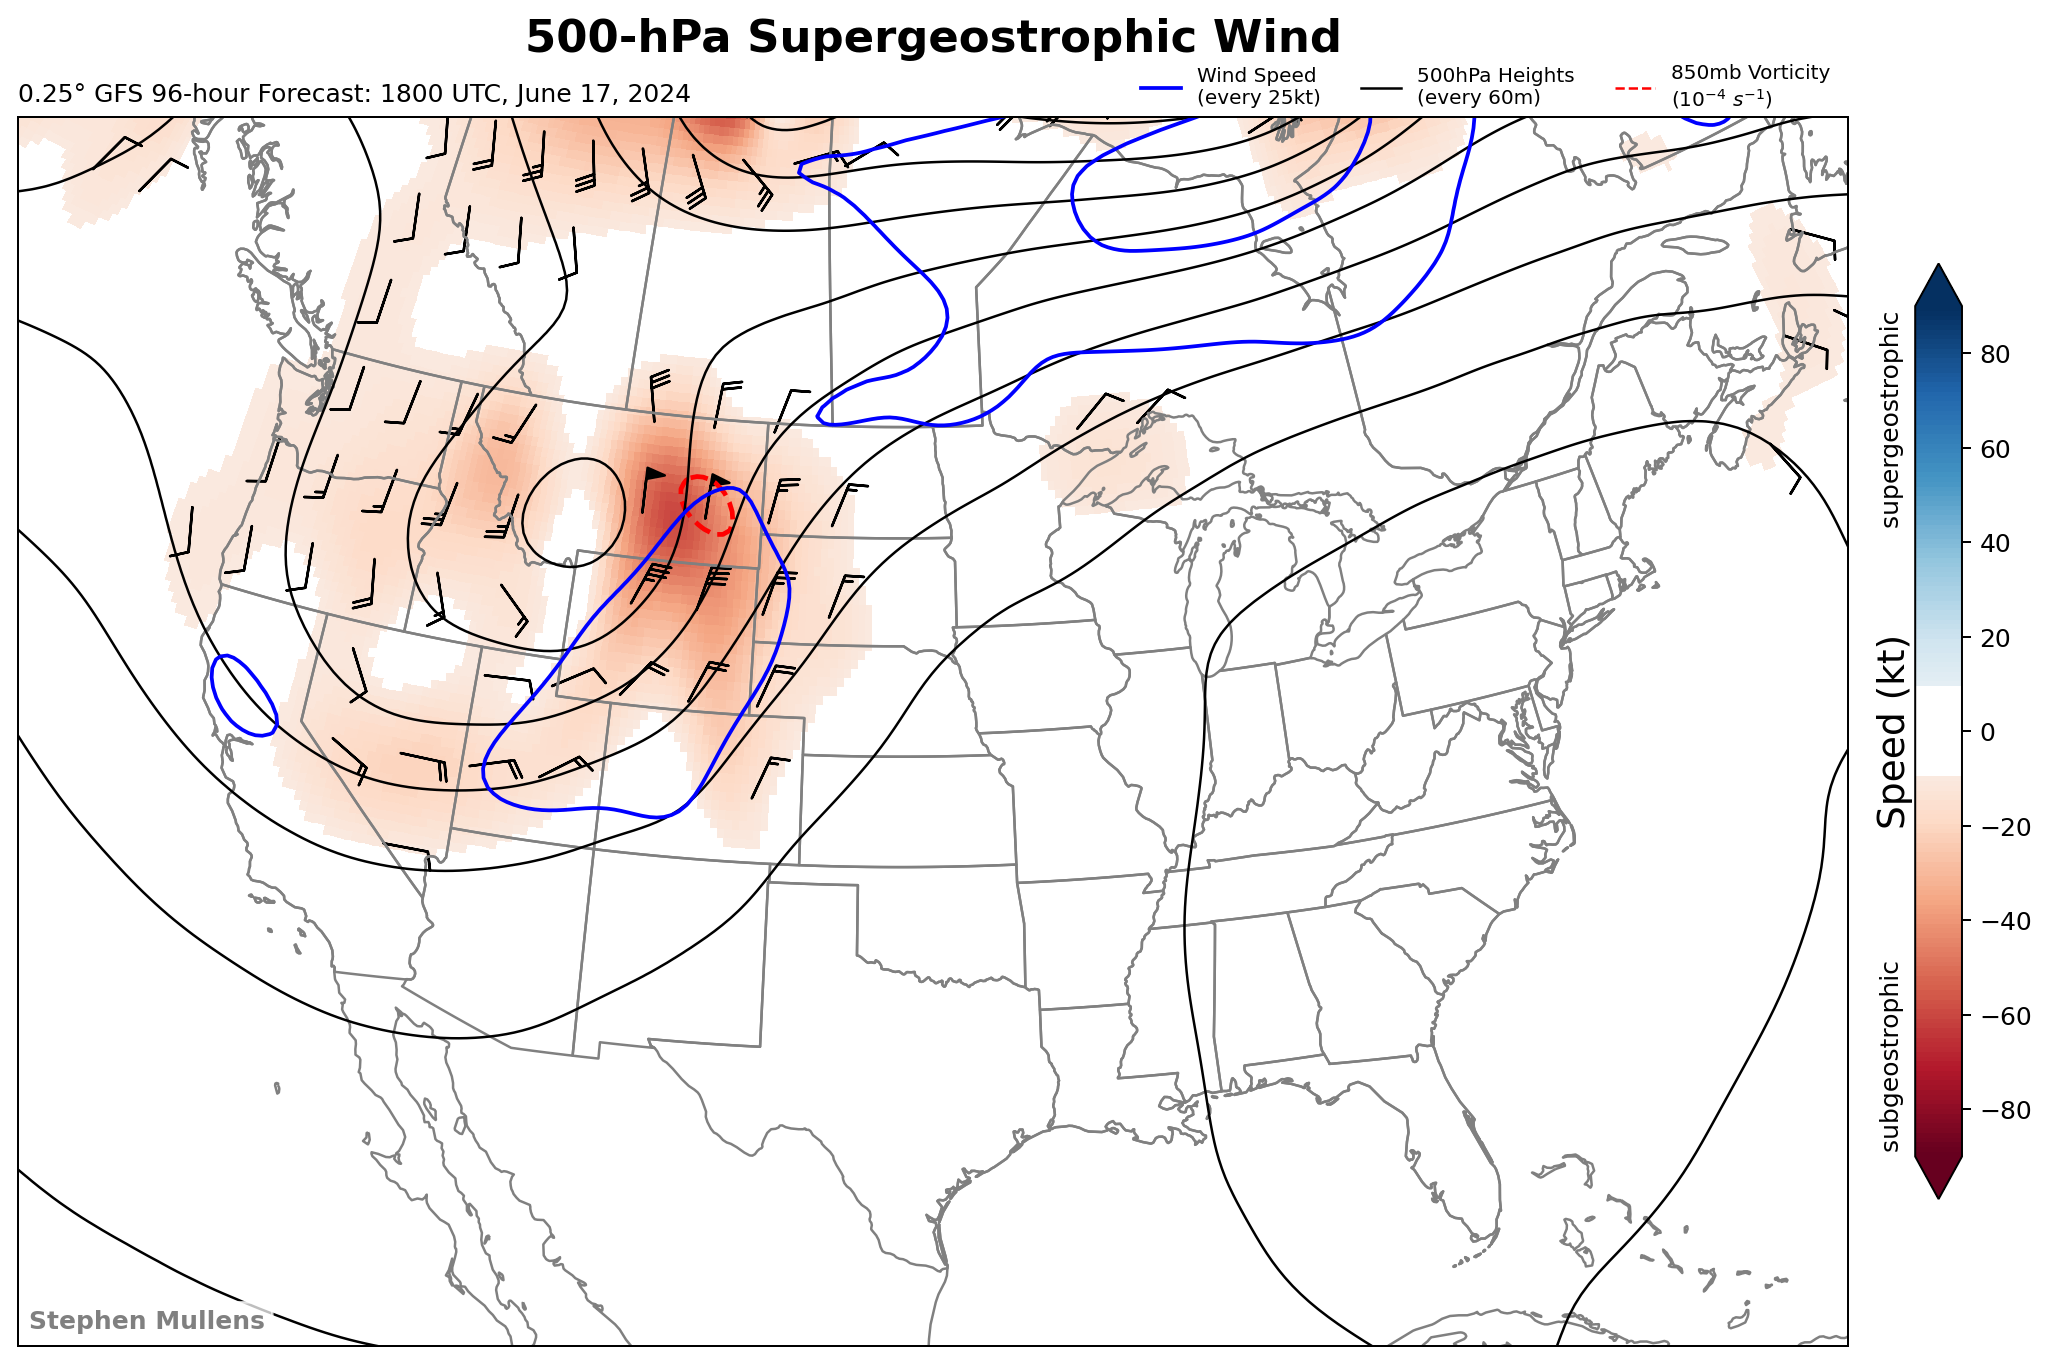 500-hPa Supergeostrophic Wind
0.25° GFS 96-hour Forecast: 1800 UTC, June 17, 2024
Wind Speed
(every 25kt)
500hPa Heights
(every 60m)
850mb Vorticity
(10⁻⁴ s⁻¹)
supergeostrophic
Speed (kt)
subgeostrophic
80
60
40
20
0
−20
−40
−60
−80
Stephen Mullens